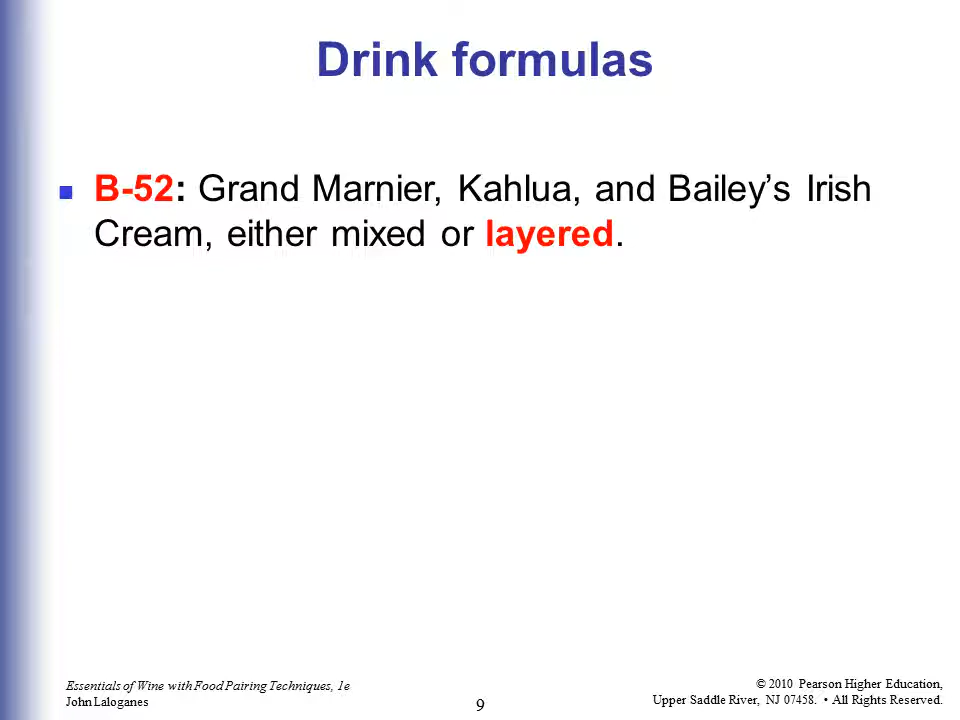 Drink formulas
B-52: Grand Marnier, Kahlua, and Bailey’s Irish
Cream, either mixed or layered.
Essentials of Wine with Food Pairing Techniques, 1e
John Laloganes
9
© 2010 Pearson Higher Education,
Upper Saddle River, NJ 07458. • All Rights Reserved.